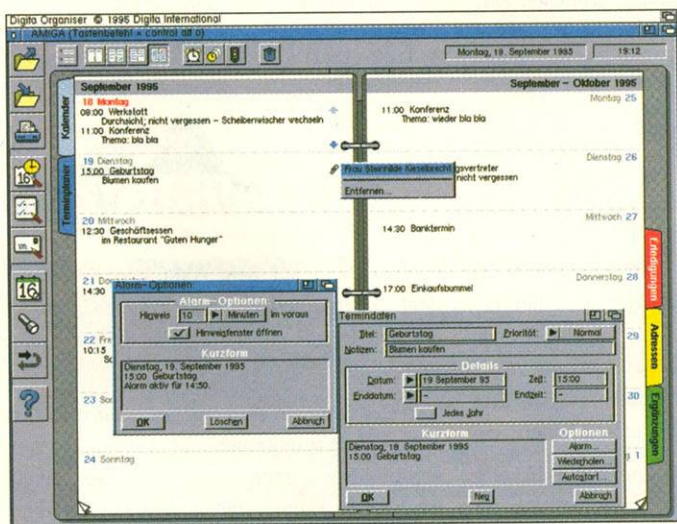 Digita Organiser © 1995 Digita International
AMIGA (Tastenbefehl = control alt o)
Montag, 19. September 1995
19:12
Kalender
Terminplaner
September 1995
18 Montag
09:00 Werkstatt
Durchsicht; nicht vergessen - Scheibenwischer wechseln
11:00 Konferenz
Thema: bla bla
19 Dienstag
15:00 Geburtstag
Blumen kaufen
20 Mittwoch
12:30 Geschäftsessen
im Restaurant "Guten Hunger"
21
14:30
22
10:15
23
24 Sonntag
September - Oktober 1995
Montag 25
11:00 Konferenz
Thema: wieder bla bla
Dienstag 26
gsvertreter
nicht vergessen
Entfernen...
Mittwoch 27
14:30 Banktermin
Donnerstag 28
17:00 Einkaufsbummel
29
30
1
Erledigungen
Adressen
Ergänzungen
16
16
Alarm-Optionen
Alarm-Optionen
Hinweis 10 Minuten im voraus
Hinweisfenster öffnen
Kurzform
Dienstag, 19. September 1995
15:00 Geburtstag
Alarm aktiv für 14:50.
OK Löschen Abbruch
Termindaten
Titel: Geburtstag Priorität: Normal
Notizen: Blumen kaufen
Details
Datum: 19 September 95 Zeit: 15:00
Enddatum: - Endzeit: -
Jedes Jahr
Kurzform
Dienstag, 19. September 1995
15:00 Geburtstag
Optionen
Alarm...
Wiederholen
Autostart...
OK Neu Abbruch